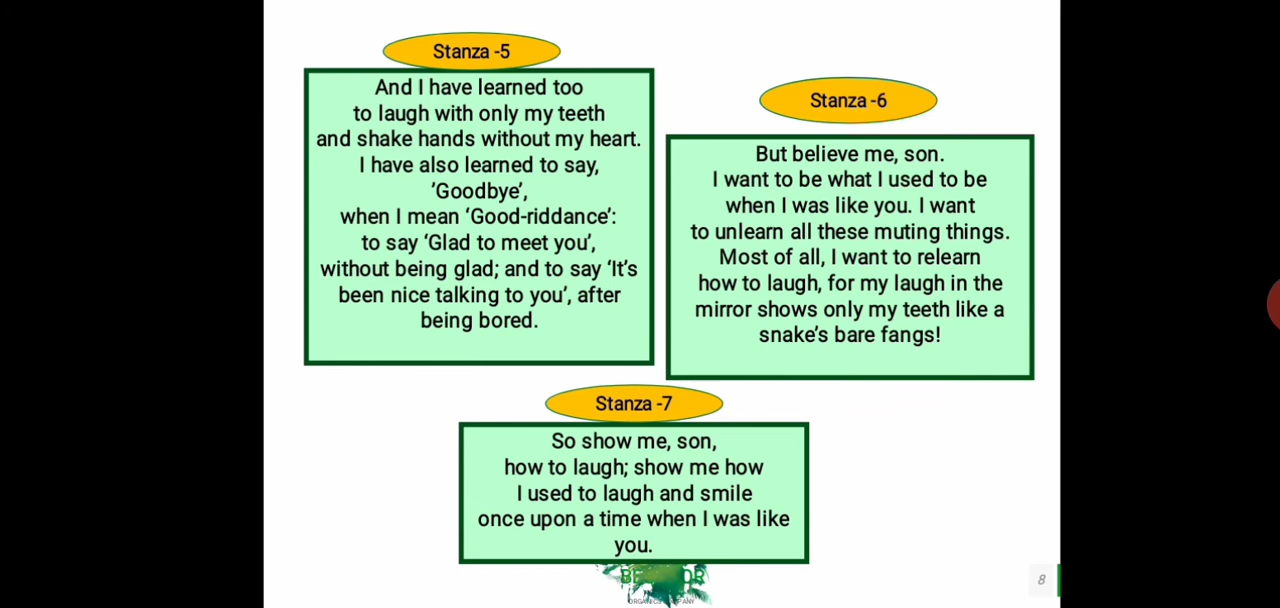 Stanza -5
And I have learned too
to laugh with only my teeth
and shake hands without my heart.
I have also learned to say,
’Goodbye’,
when I mean ‘Good-riddance’:
to say ‘Glad to meet you’,
without being glad; and to say ‘It’s
been nice talking to you’, after
being bored.
Stanza -6
But believe me, son.
I want to be what I used to be
when I was like you. I want
to unlearn all these muting things.
Most of all, I want to relearn
how to laugh, for my laugh in the
mirror shows only my teeth like a
snake’s bare fangs!
Stanza -7
So show me, son,
how to laugh; show me how
I used to laugh and smile
once upon a time when I was like
you.
8